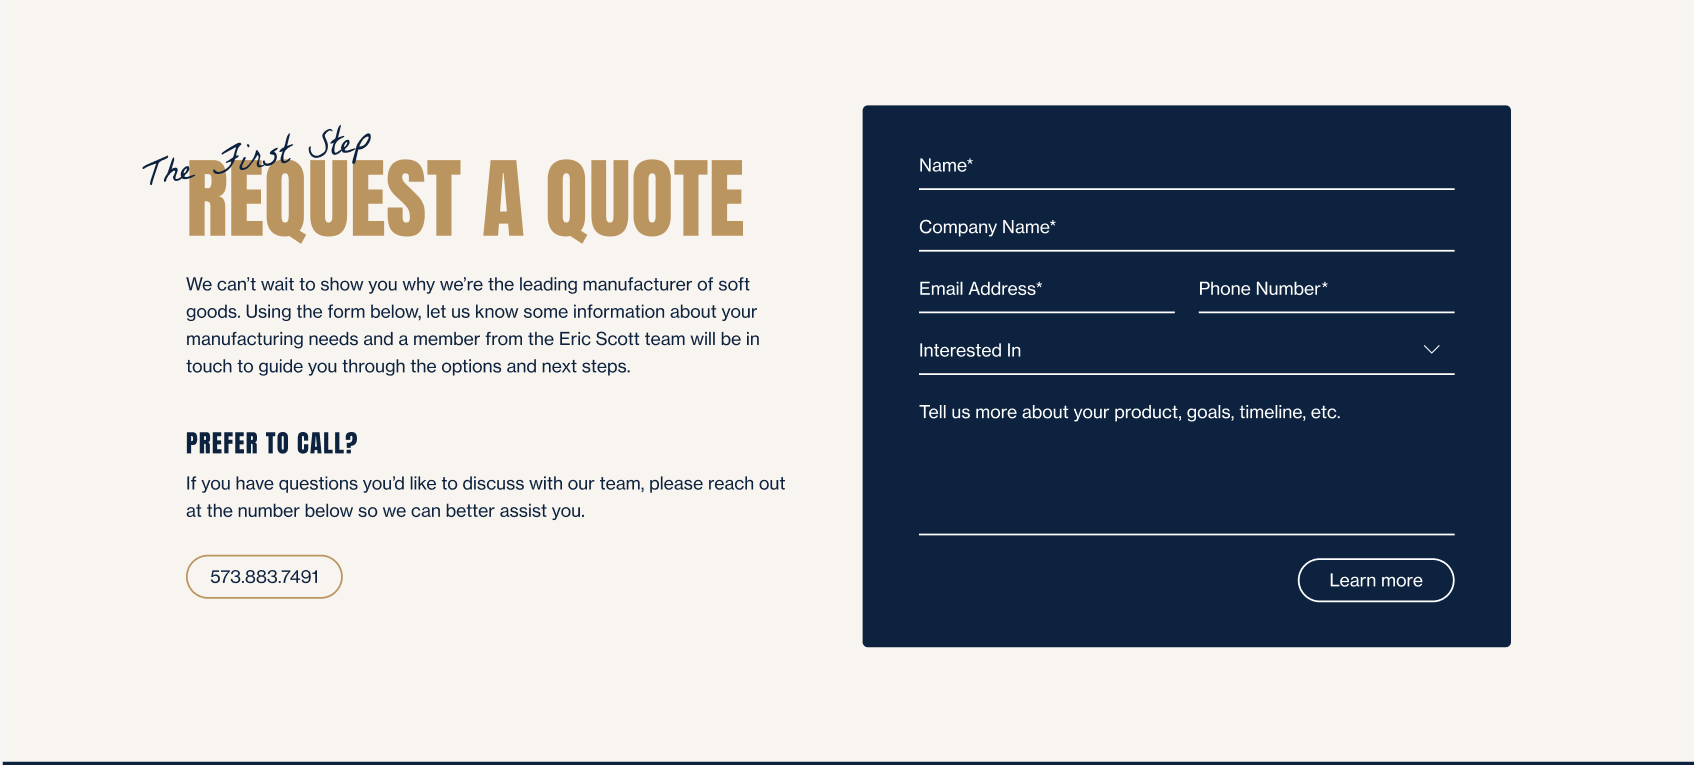 The First Step
REQUEST A QUOTE
We can’t wait to show you why we’re the leading manufacturer of soft
goods. Using the form below, let us know some information about your
manufacturing needs and a member from the Eric Scott team will be in
touch to guide you through the options and next steps.
PREFER TO CALL?
If you have questions you’d like to discuss with our team, please reach out
at the number below so we can better assist you.
573.883.7491
Name*
Company Name*
Email Address*
Phone Number*
Interested In
Tell us more about your product, goals, timeline, etc.
Learn more